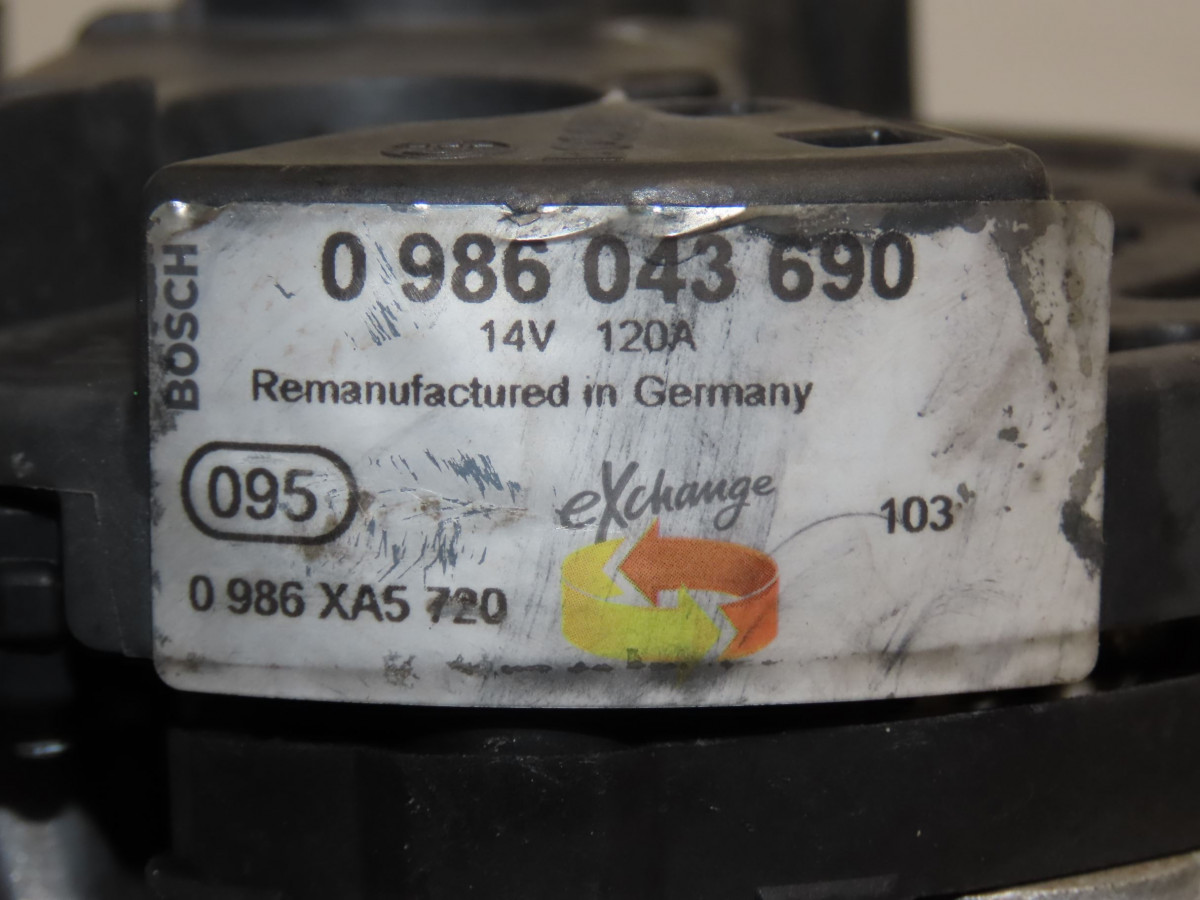 BOSCH
0 986 043 690
14V 120A
Remanufactured in Germany
095
eXchange
103
0 986 XA5 720